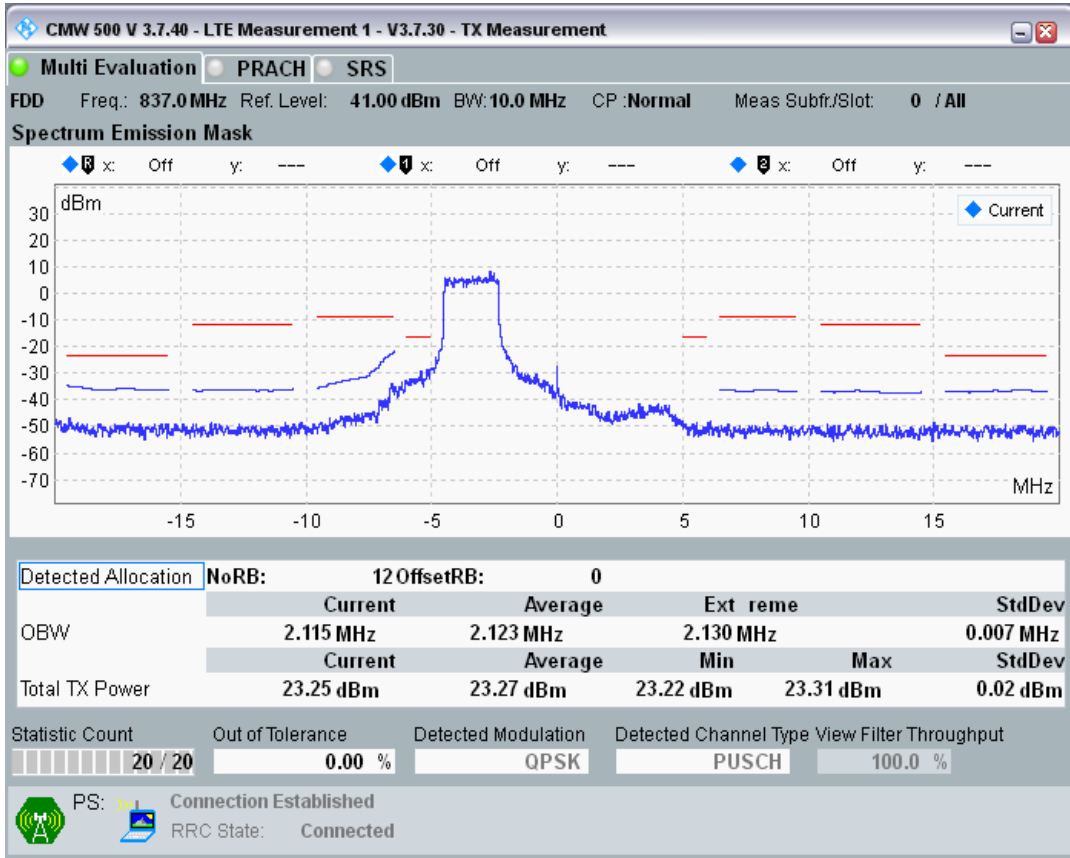 CMW 500 V 3.7.40 - LTE Measurement 1 - V3.7.30 - TX Measurement
Multi Evaluation PRACH SRS
FDD Freq.: 837.0 MHz Ref. Level: 41.00 dBm BW: 10.0 MHz CP :Normal Meas Subfr./Slot: 0 / All
Spectrum Emission Mask
R x: Off y: --- 1 x: Off y: --- 2 x: Off y: ---
dBm
Current
30
20
10
0
-10
-20
-30
-40
-50
-60
-70
MHz
-15 -10 -5 0 5 10 15
Detected Allocation NoRB: 12 OffsetRB: 0
Current Average Ext reme StdDev
OBW 2.115 MHz 2.123 MHz 2.130 MHz 0.007 MHz
Current Average Min Max StdDev
Total TX Power 23.25 dBm 23.27 dBm 23.22 dBm 23.31 dBm 0.02 dBm
Statistic Count Out of Tolerance Detected Modulation Detected Channel Type View Filter Throughput
20 / 20 0.00 % QPSK PUSCH 100.0 %
PS: Connection Established
RRC State: Connected